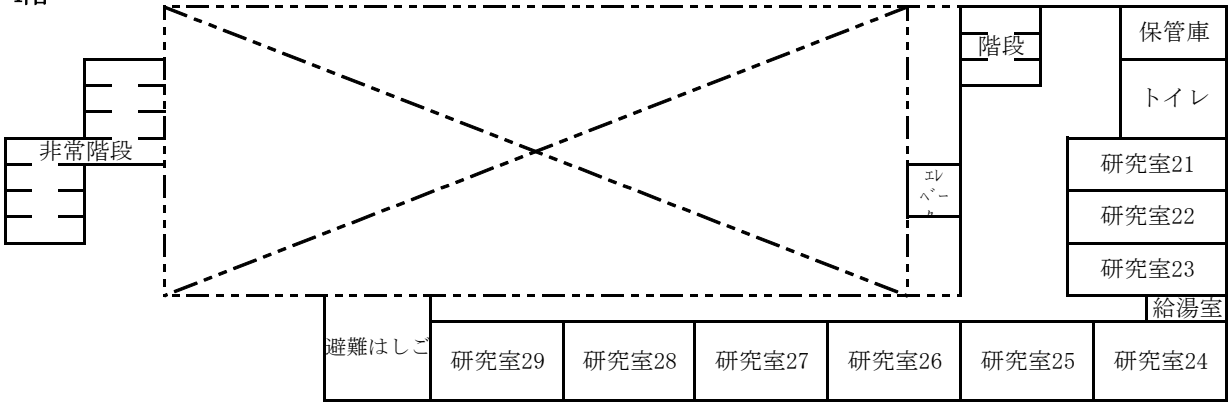 階段
保管庫
トイレ
非常階段
研究室21
エレ
ベー
研究室22
研究室23
給湯室
避難はしご
研究室29
研究室28
研究室27
研究室26
研究室25
研究室24